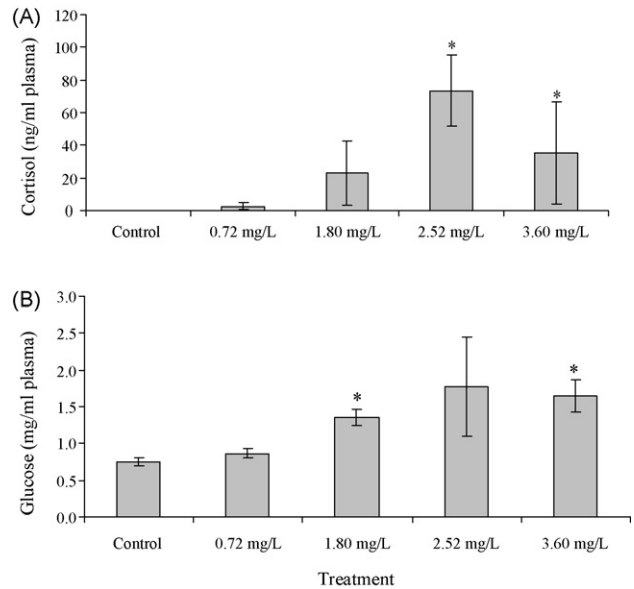 (A)
Cortisol (ng/ml plasma)
120
100
80
60
40
20
0
*
*
Control 0.72 mg/L 1.80 mg/L 2.52 mg/L 3.60 mg/L
(B)
Glucose (mg/ml plasma)
3.0
2.5
2.0
1.5
1.0
0.5
0.0
*
*
Control 0.72 mg/L 1.80 mg/L 2.52 mg/L 3.60 mg/L
Treatment